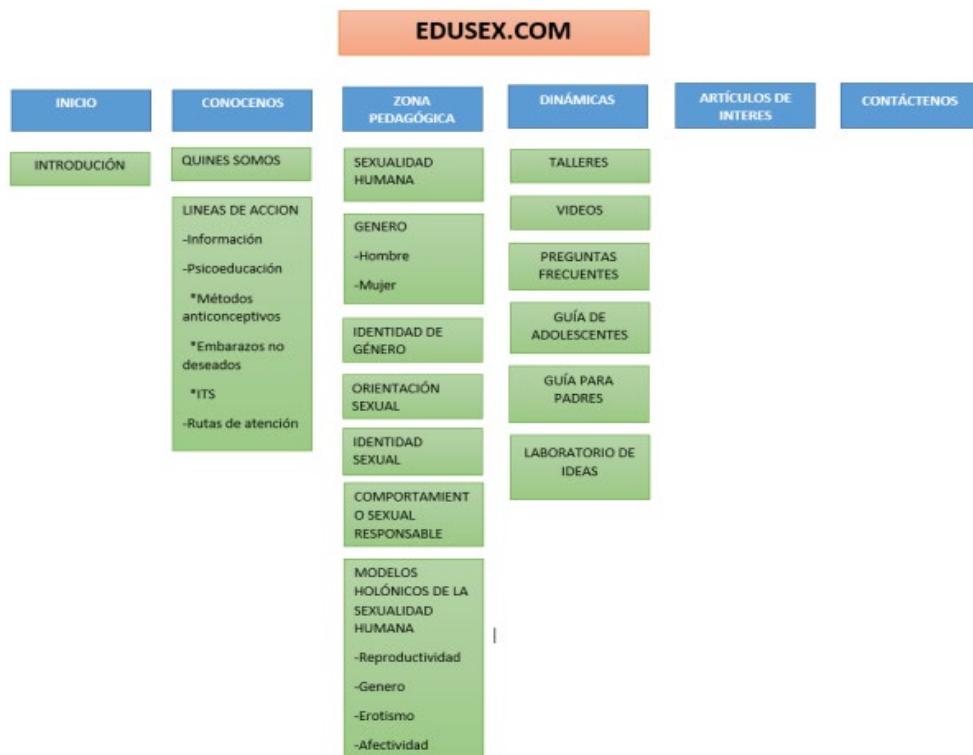 EDUSEX.COM
INICIO
INTRODUCIÓN
CONOCENOS
QUINES SOMOS
LINEAS DE ACCION
-Información
-Psicoeducación
*Métodos
anticonceptivos
*Embarazos no
deseados
*ITS
-Rutas de atención
ZONA
PEDAGÓGICA
SEXUALIDAD
HUMANA
GENERO
-Hombre
-Mujer
IDENTIDAD DE
GÉNERO
ORIENTACIÓN
SEXUAL
IDENTIDAD
SEXUAL
COMPORTAMIENT
O SEXUAL
RESPONSABLE
MODELOS
HOLÓNICOS DE LA
SEXUALIDAD
HUMANA
-Reproductividad
-Genero
-Erotismo
-Afectividad
DINÁMICAS
TALLERES
VIDEOS
PREGUNTAS
FRECUENTES
GUÍA DE
ADOLESCENTES
GUÍA PARA
PADRES
LABORATORIO DE
IDEAS
ARTÍCULOS DE
INTERES
CONTÁCTENOS